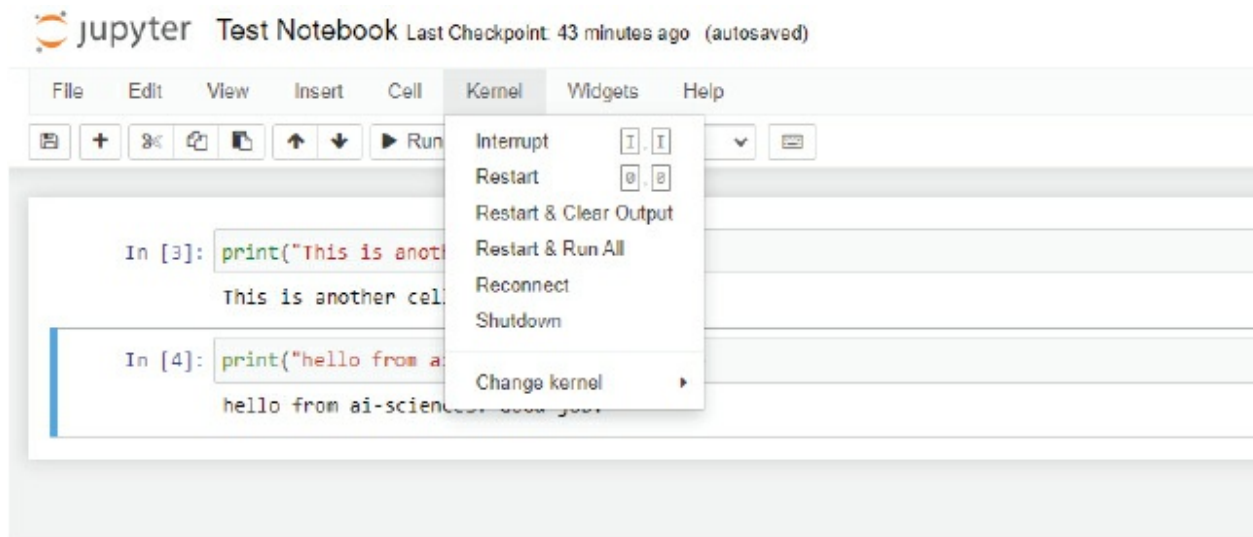 jupyter Test Notebook Last Checkpoint: 43 minutes ago (autosaved)
File Edit View Insert Cell Kernel Widgets Help
Run
Interrupt I, I
Restart 0, 0
Restart & Clear Output
Restart & Run All
Reconnect
Shutdown
Change kernel
In [3]: print("This is anot
This is another cel
In [4]: print("hello from a
hello from ai-scienc